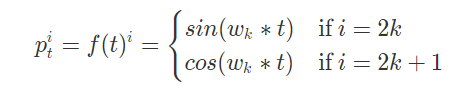 p_t^i = f(t)^i = { sin(w_k * t) if i = 2k
cos(w_k * t) if i = 2k + 1